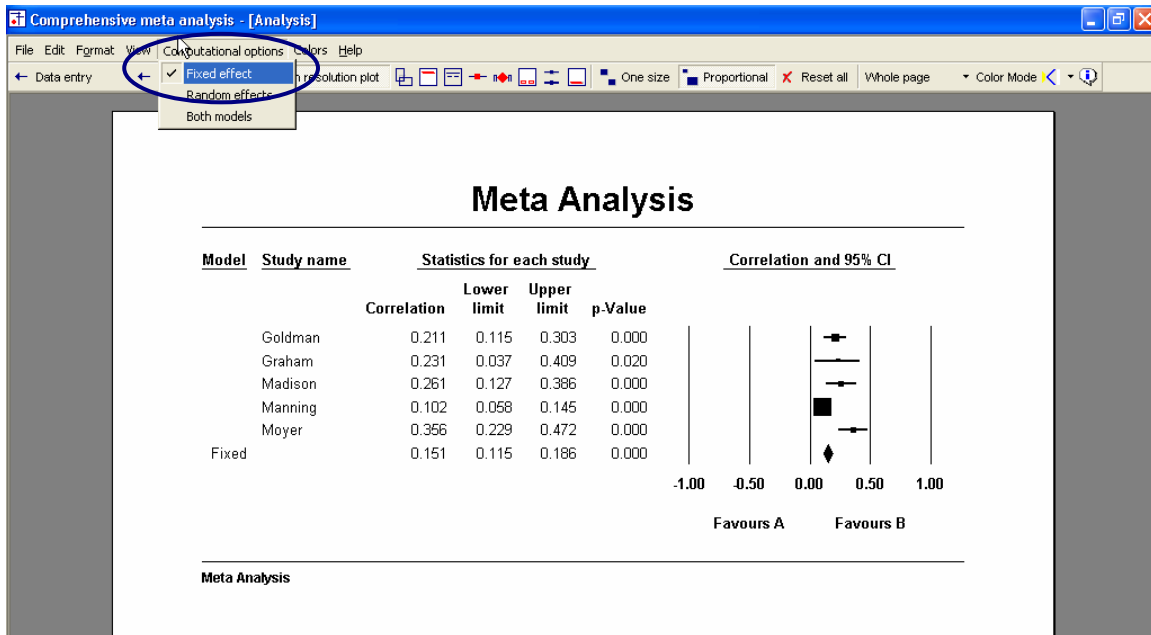 Comprehensive meta analysis - [Analysis]
File Edit Format View Computational options Colors Help
← Data entry ← resolution plot One size Proportional Reset all Whole page Color Mode
✓ Fixed effect
Random effects
Both models
Meta Analysis
Model Study name Statistics for each study Correlation and 95% CI
Lower Upper
Correlation limit limit p-Value
Goldman 0.211 0.115 0.303 0.000
Graham 0.231 0.037 0.409 0.020
Madison 0.261 0.127 0.386 0.000
Manning 0.102 0.058 0.145 0.000
Moyer 0.356 0.229 0.472 0.000
Fixed 0.151 0.115 0.186 0.000
-1.00 -0.50 0.00 0.50 1.00
Favours A Favours B
Meta Analysis